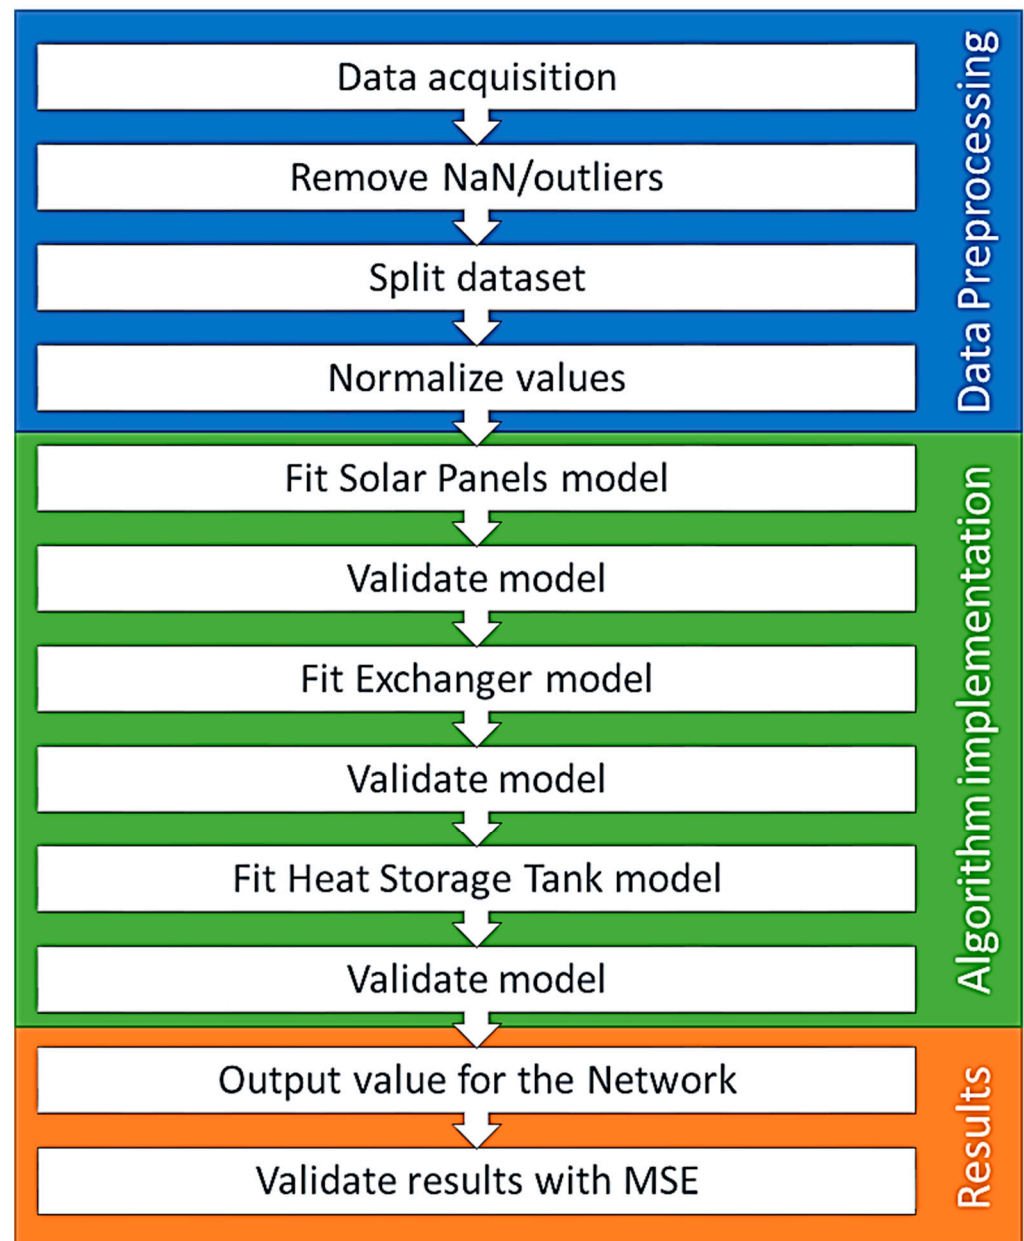 Data acquisition
Remove NaN/outliers
Split dataset
Normalize values
Data Preprocessing
Fit Solar Panels model
Validate model
Fit Exchanger model
Validate model
Fit Heat Storage Tank model
Validate model
Algorithm implementation
Output value for the Network
Validate results with MSE
Results